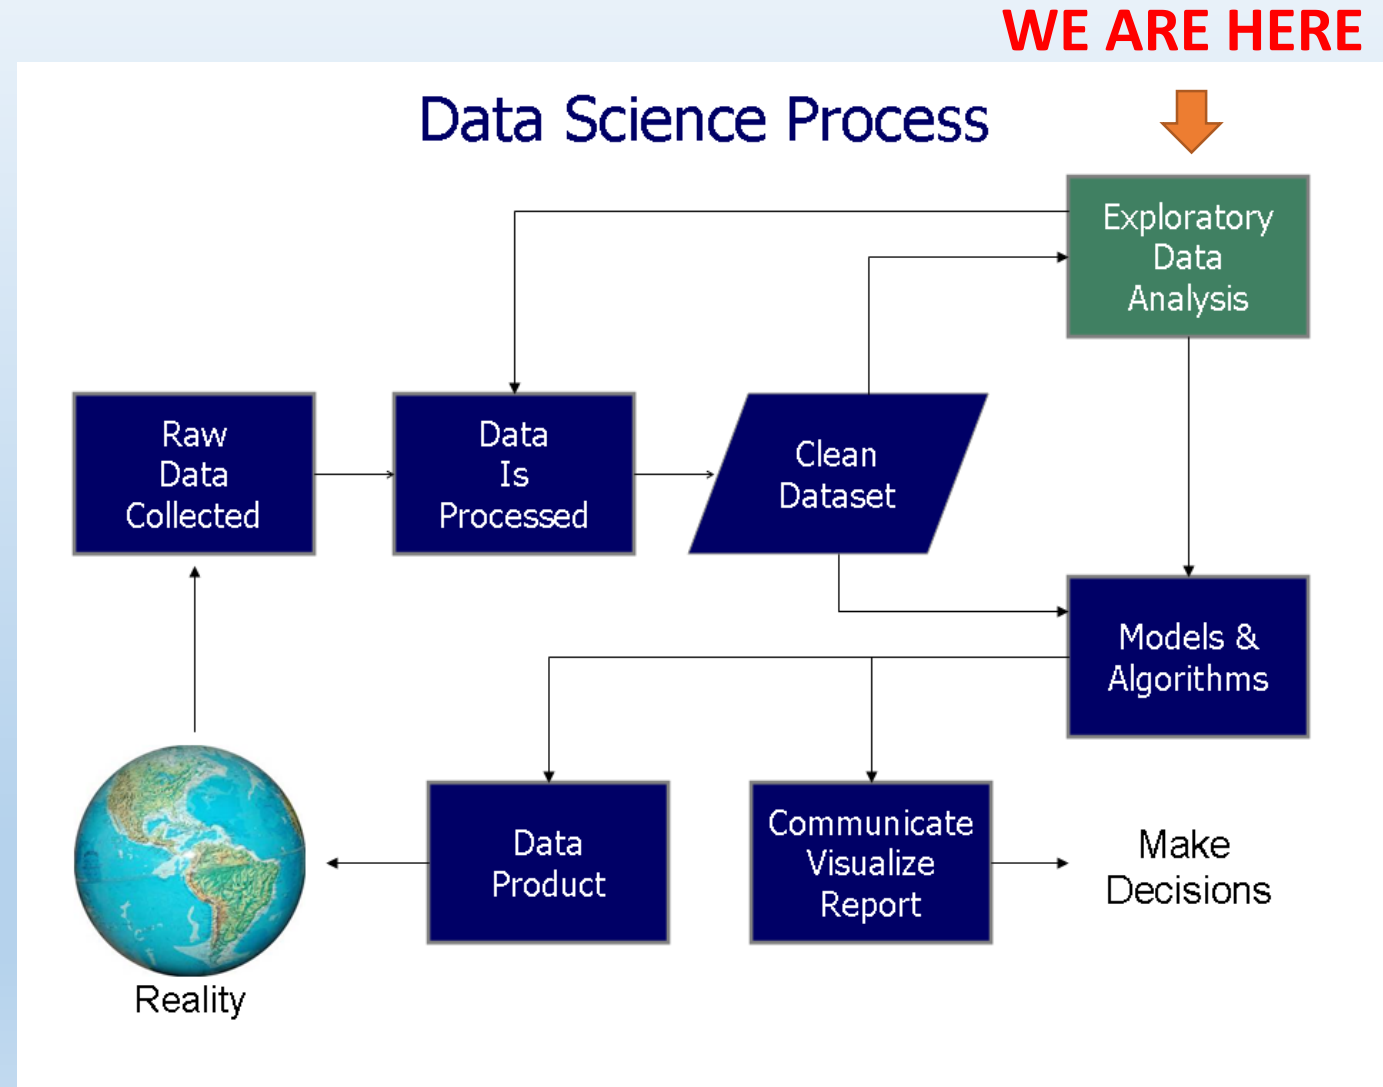 WE ARE HERE
Data Science Process
Exploratory
Data
Analysis
Raw
Data
Collected
Data
Is
Processed
Clean
Dataset
Models &
Algorithms
Data
Product
Communicate
Visualize
Report
Make
Decisions
Reality